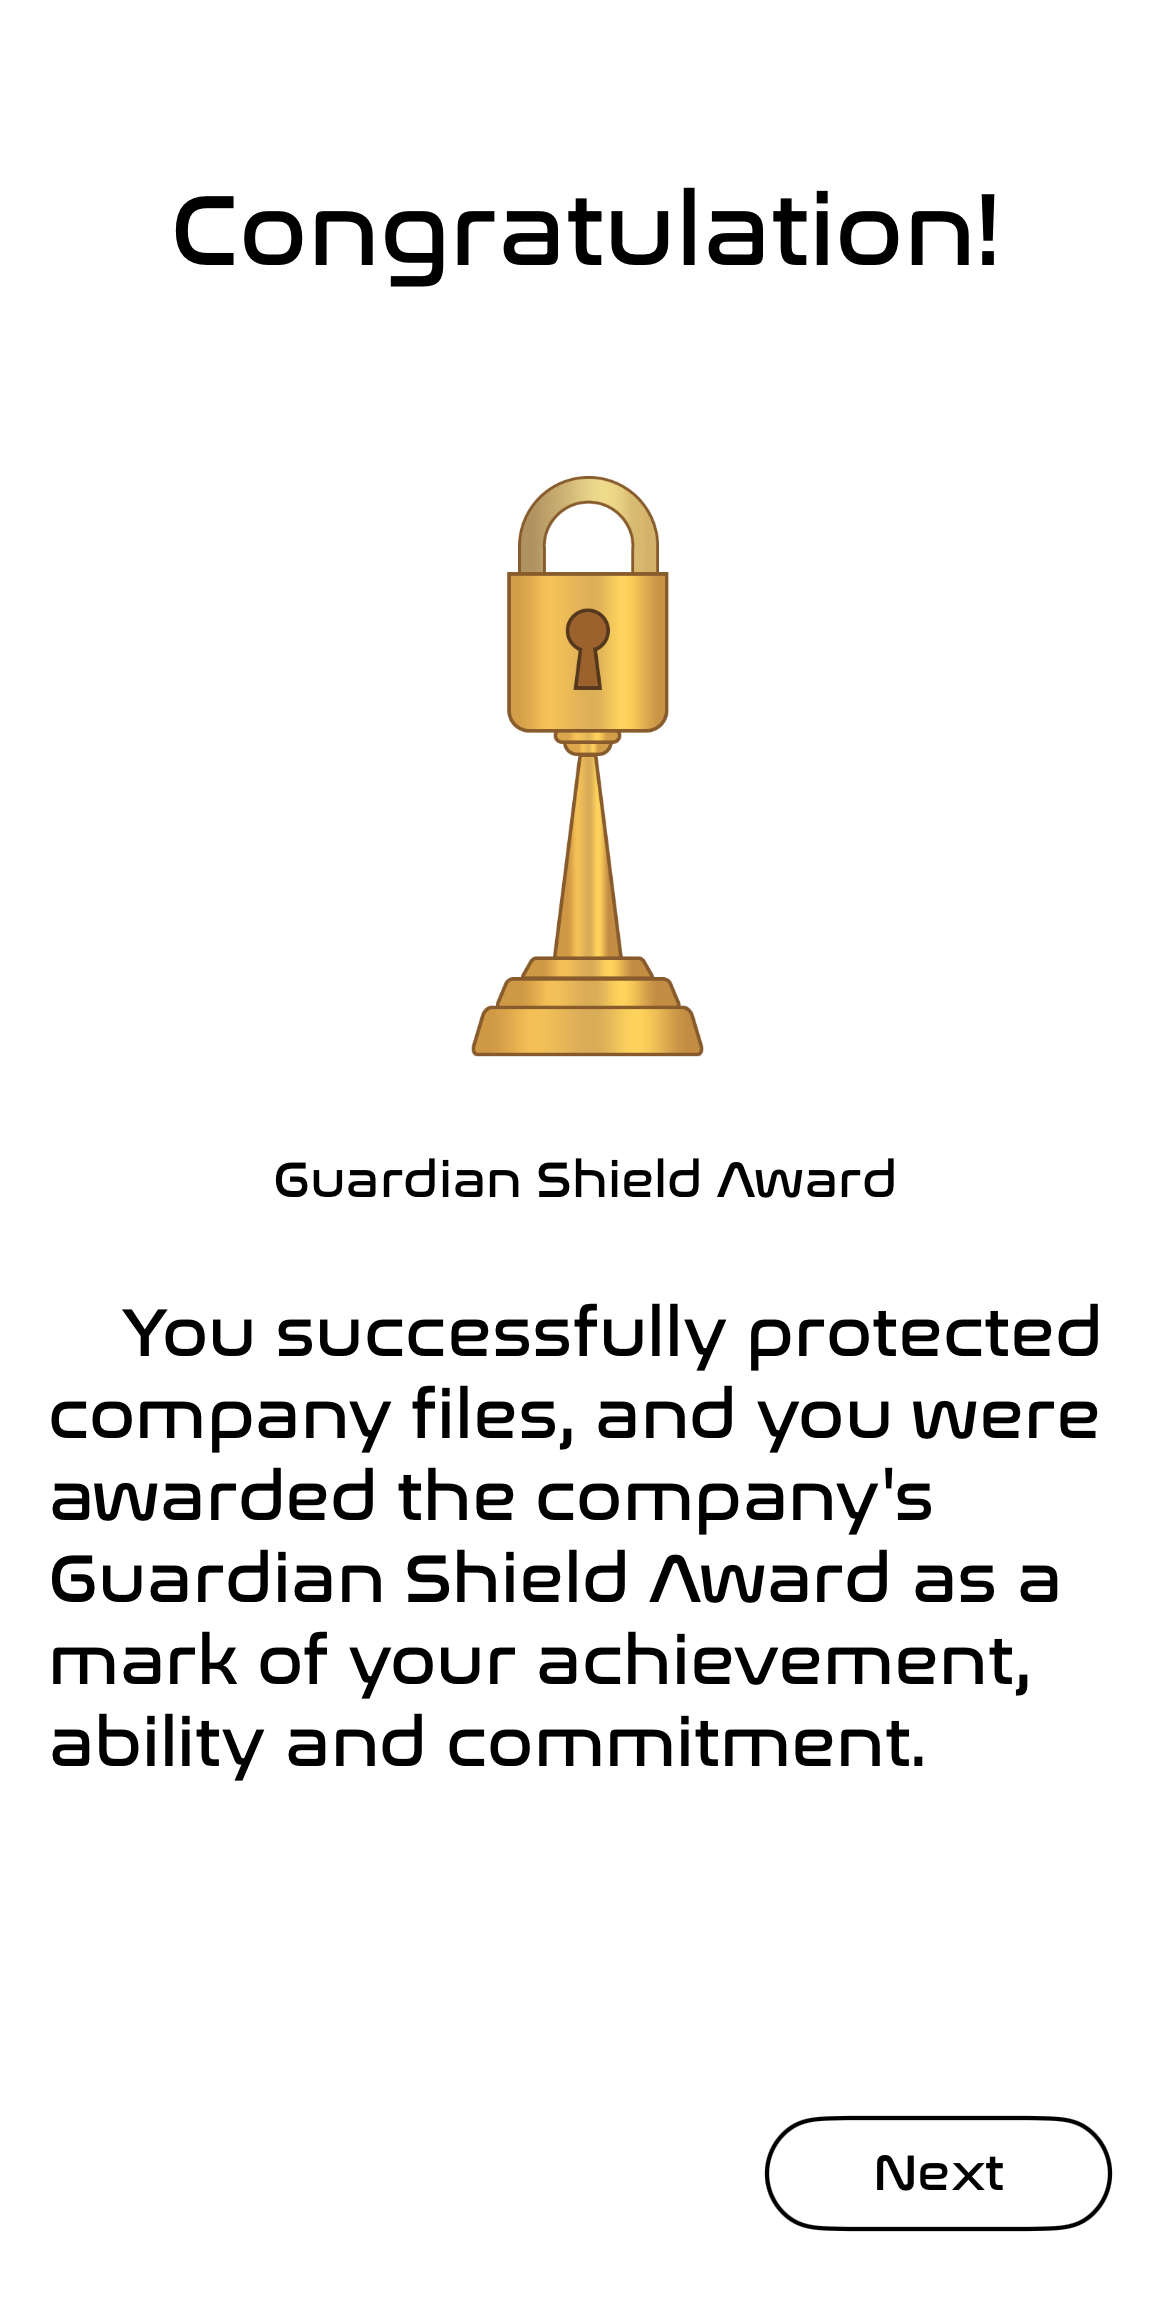 Congratulation!
Guardian Shield Award
You successfully protected
company files, and you were
awarded the company's
Guardian Shield Award as a
mark of your achievement,
ability and commitment.
Next